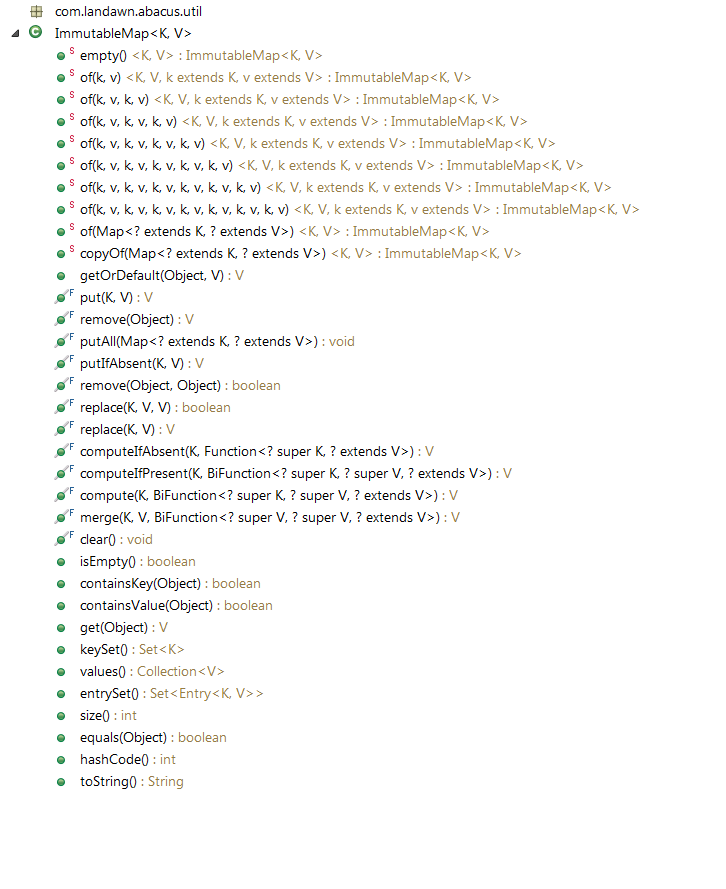 com.landawn.abacus.util
ImmutableMap<K, V>
empty() <K, V> : ImmutableMap<K, V>
of(k, v) <K, V, k extends K, v extends V> : ImmutableMap<K, V>
of(k, v, k, v) <K, V, k extends K, v extends V> : ImmutableMap<K, V>
of(k, v, k, v, k, v) <K, V, k extends K, v extends V> : ImmutableMap<K, V>
of(k, v, k, v, k, v, k, v) <K, V, k extends K, v extends V> : ImmutableMap<K, V>
of(k, v, k, v, k, v, k, v, k, v) <K, V, k extends K, v extends V> : ImmutableMap<K, V>
of(k, v, k, v, k, v, k, v, k, v, k, v) <K, V, k extends K, v extends V> : ImmutableMap<K, V>
of(k, v, k, v, k, v, k, v, k, v, k, v, k, v) <K, V, k extends K, v extends V> : ImmutableMap<K, V>
of(Map<? extends K, ? extends V>) <K, V> : ImmutableMap<K, V>
copyOf(Map<? extends K, ? extends V>) <K, V> : ImmutableMap<K, V>
getOrDefault(Object, V) : V
put(K, V) : V
remove(Object) : V
putAll(Map<? extends K, ? extends V>) : void
putIfAbsent(K, V) : V
remove(Object, Object) : boolean
replace(K, V, V) : boolean
replace(K, V) : V
computeIfAbsent(K, Function<? super K, ? extends V>) : V
computeIfPresent(K, BiFunction<? super K, ? super V, ? extends V>) : V
compute(K, BiFunction<? super K, ? super V, ? extends V>) : V
merge(K, V, BiFunction<? super V, ? super V, ? extends V>) : V
clear() : void
isEmpty() : boolean
containsKey(Object) : boolean
containsValue(Object) : boolean
get(Object) : V
keySet() : Set<K>
values() : Collection<V>
entrySet() : Set<Entry<K, V>>
size() : int
equals(Object) : boolean
hashCode() : int
toString() : String